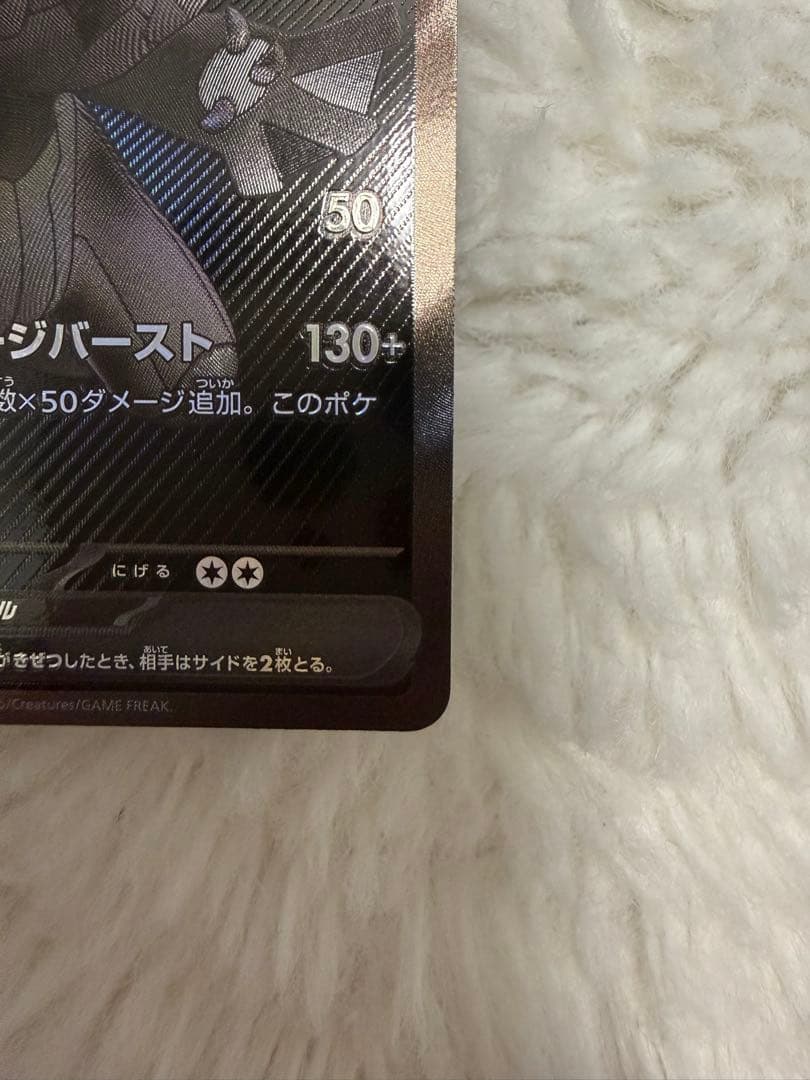 50
ージバースト 130+
数×50ダメージ追加。このポケ
にげる
ル
がきぜつしたとき、相手はサイドを2枚とる。
/Creatures/GAME FREAK.